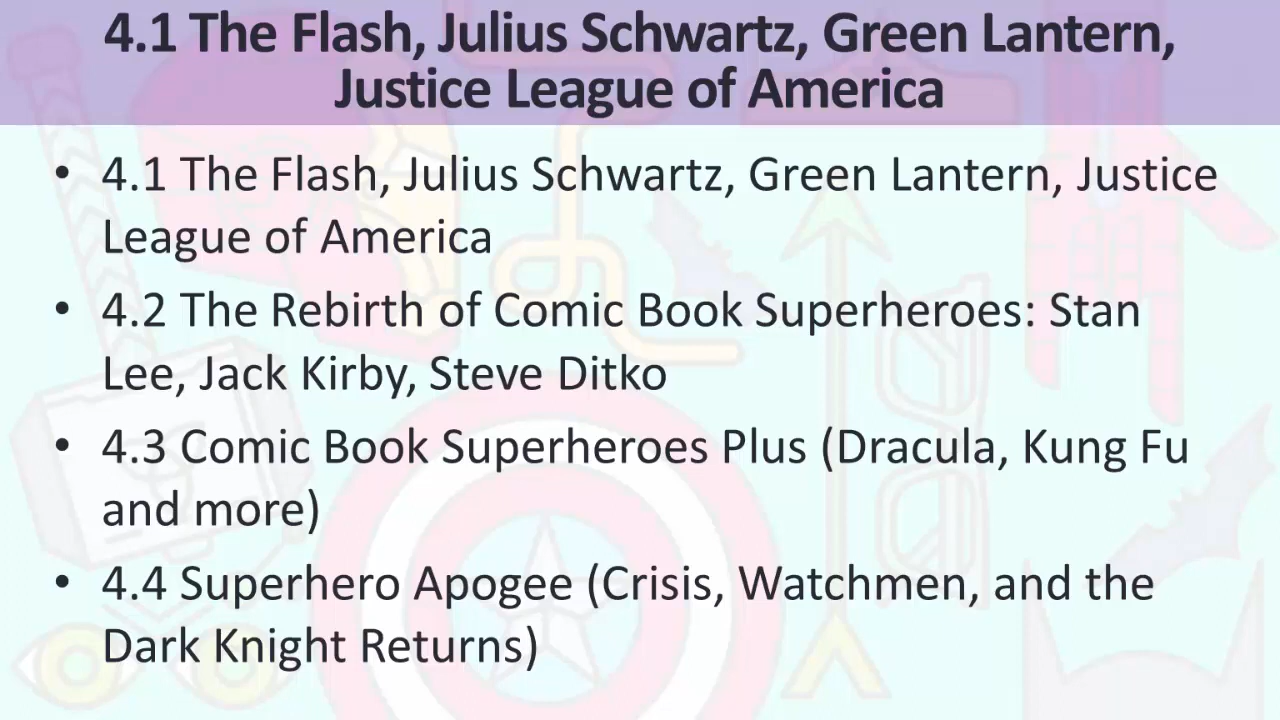 4.1 The Flash, Julius Schwartz, Green Lantern,
Justice League of America
• 4.1 The Flash, Julius Schwartz, Green Lantern, Justice
League of America
• 4.2 The Rebirth of Comic Book Superheroes: Stan
Lee, Jack Kirby, Steve Ditko
• 4.3 Comic Book Superheroes Plus (Dracula, Kung Fu
and more)
• 4.4 Superhero Apogee (Crisis, Watchmen, and the
Dark Knight Returns)